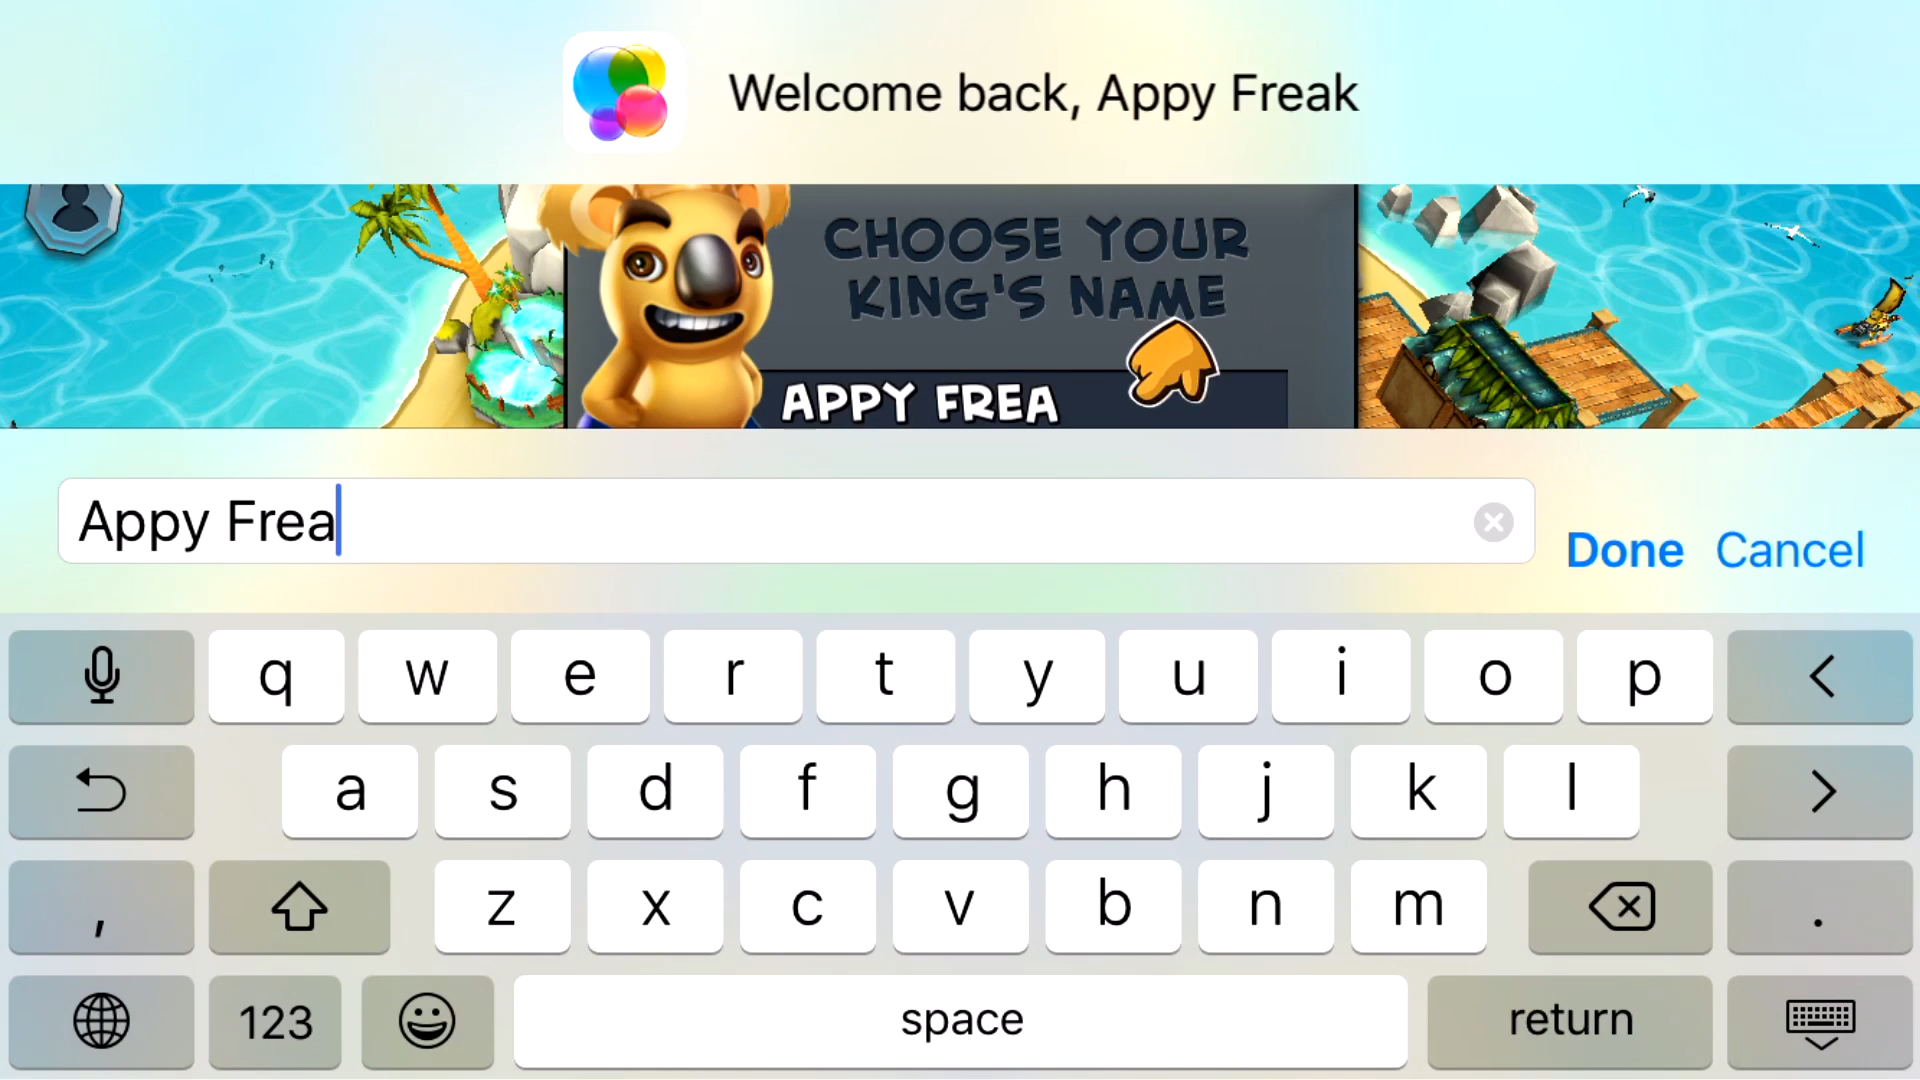 Welcome back, Appy Freak
CHOOSE YOUR
KING'S NAME
APPY FREA
Appy Frea
Done Cancel
q w e r t y u i o p <
a s d f g h j k l >
, z x c v b n m .
123 space return